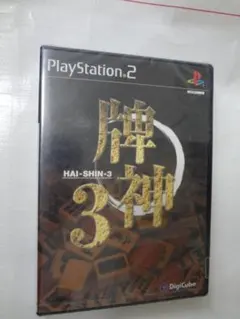 PlayStation®2
牌神
HAI-SHIN-3
3
DigiCube